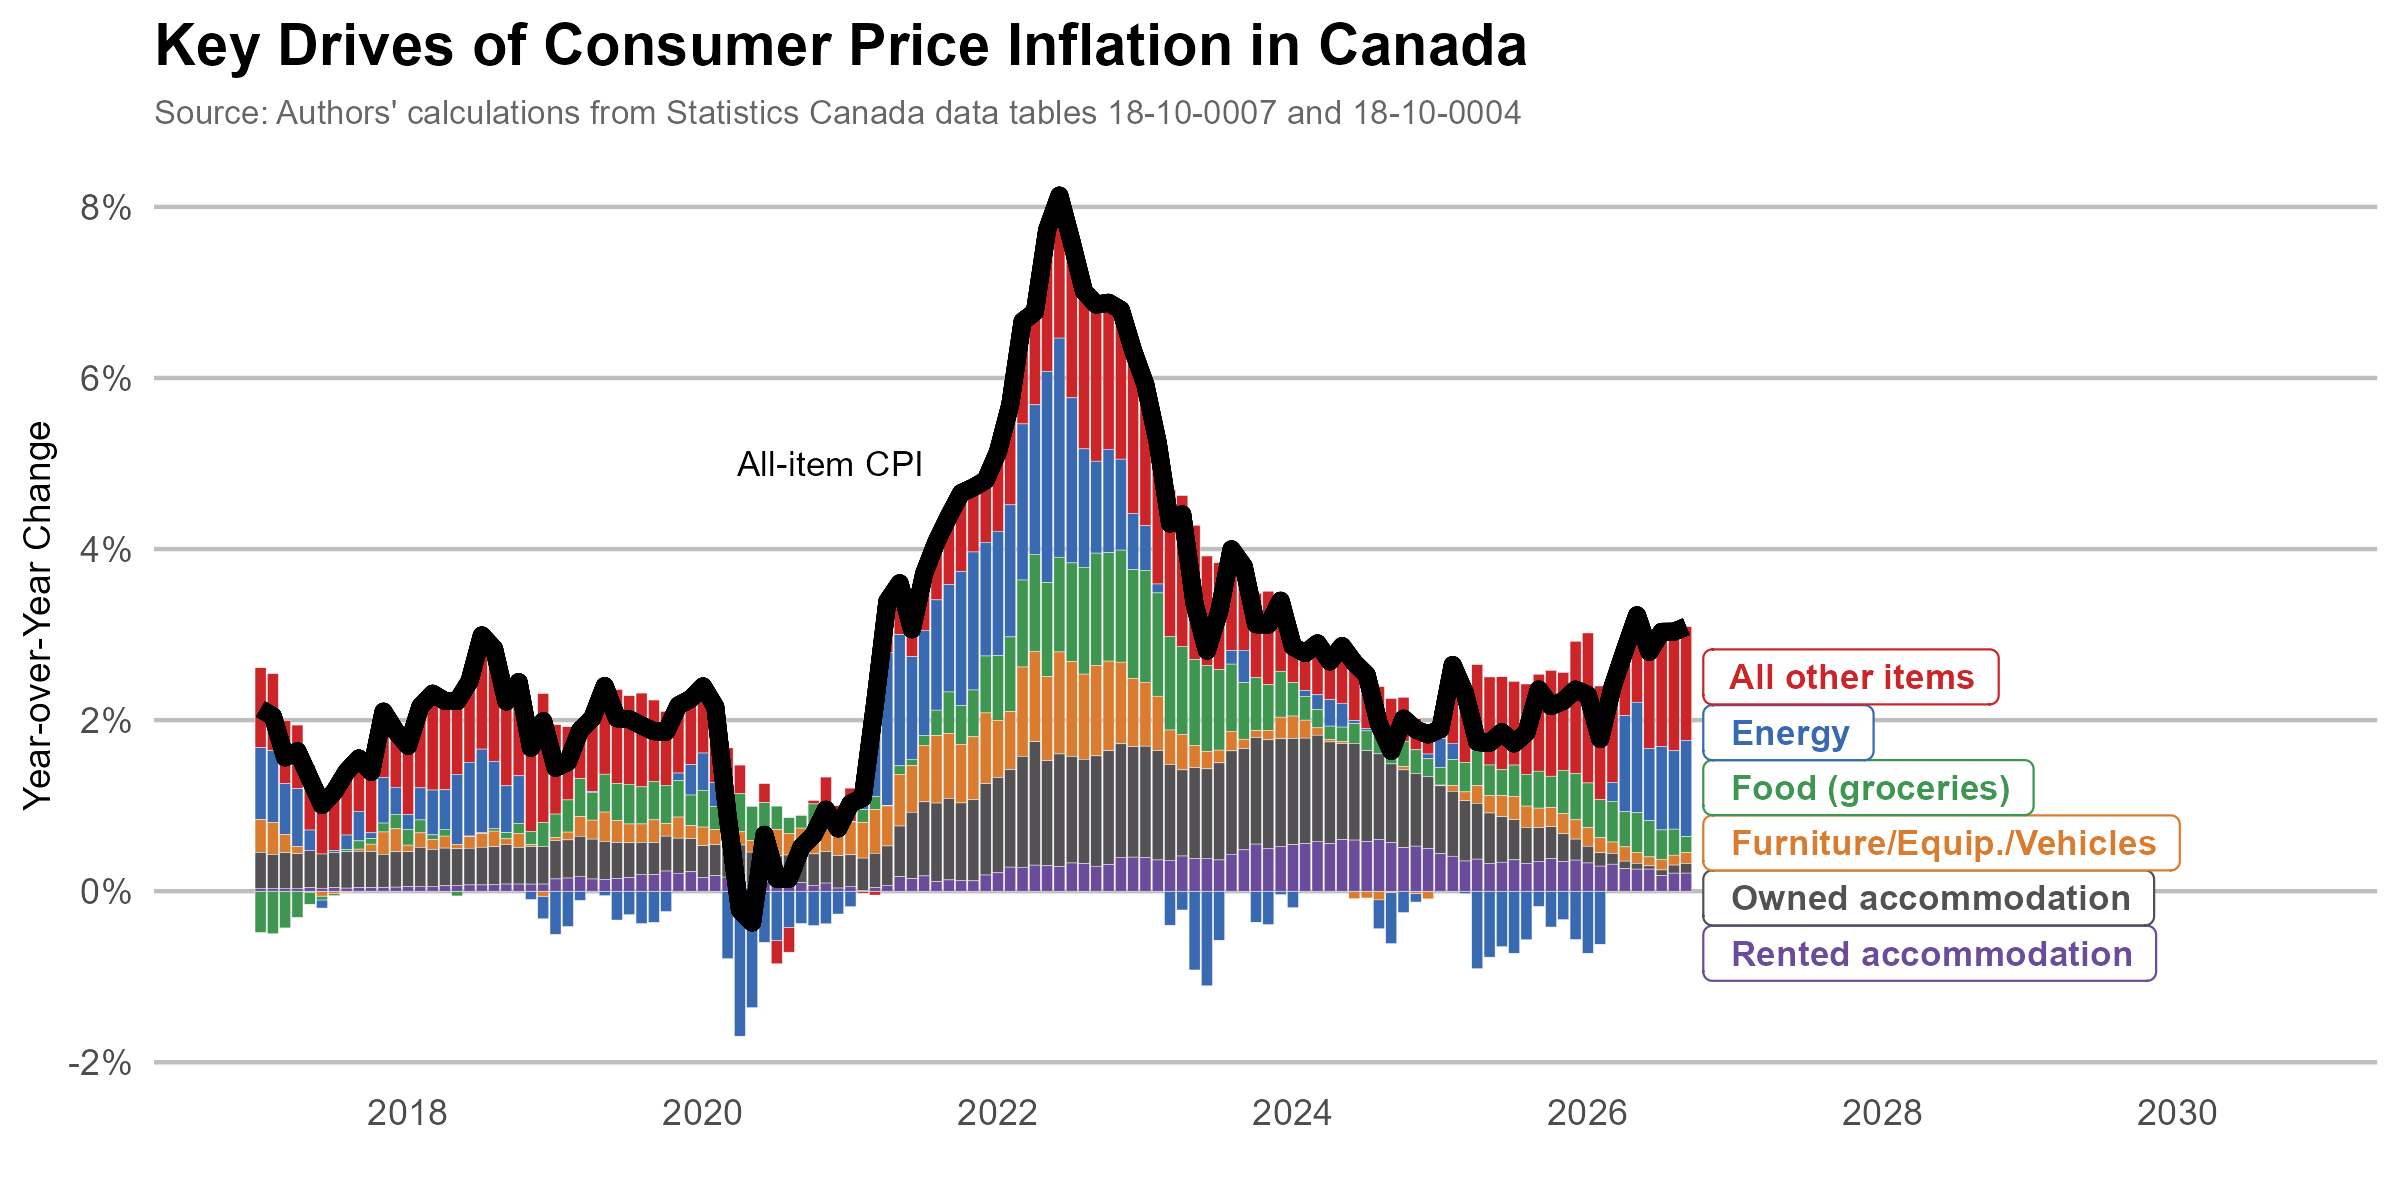 Key Drives of Consumer Price Inflation in Canada
Source: Authors' calculations from Statistics Canada data tables 18-10-0007 and 18-10-0004
Year-over-Year Change
8%
6%
4%
2%
0%
-2%
All-item CPI
All other items
Energy
Food (groceries)
Furniture/Equip./Vehicles
Owned accommodation
Rented accommodation
2018 2020 2022 2024 2026 2028 2030